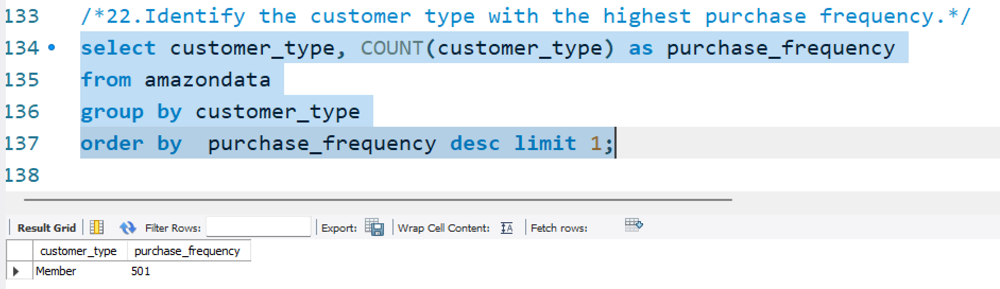 133 /*22.Identify the customer type with the highest purchase frequency.*/
134 select customer_type, COUNT(customer_type) as purchase_frequency
135 from amazondata
136 group by customer_type
137 order by  purchase_frequency desc limit 1;
138
Result Grid Filter Rows: Export: Wrap Cell Content: Fetch rows:
customer_type purchase_frequency
Member 501